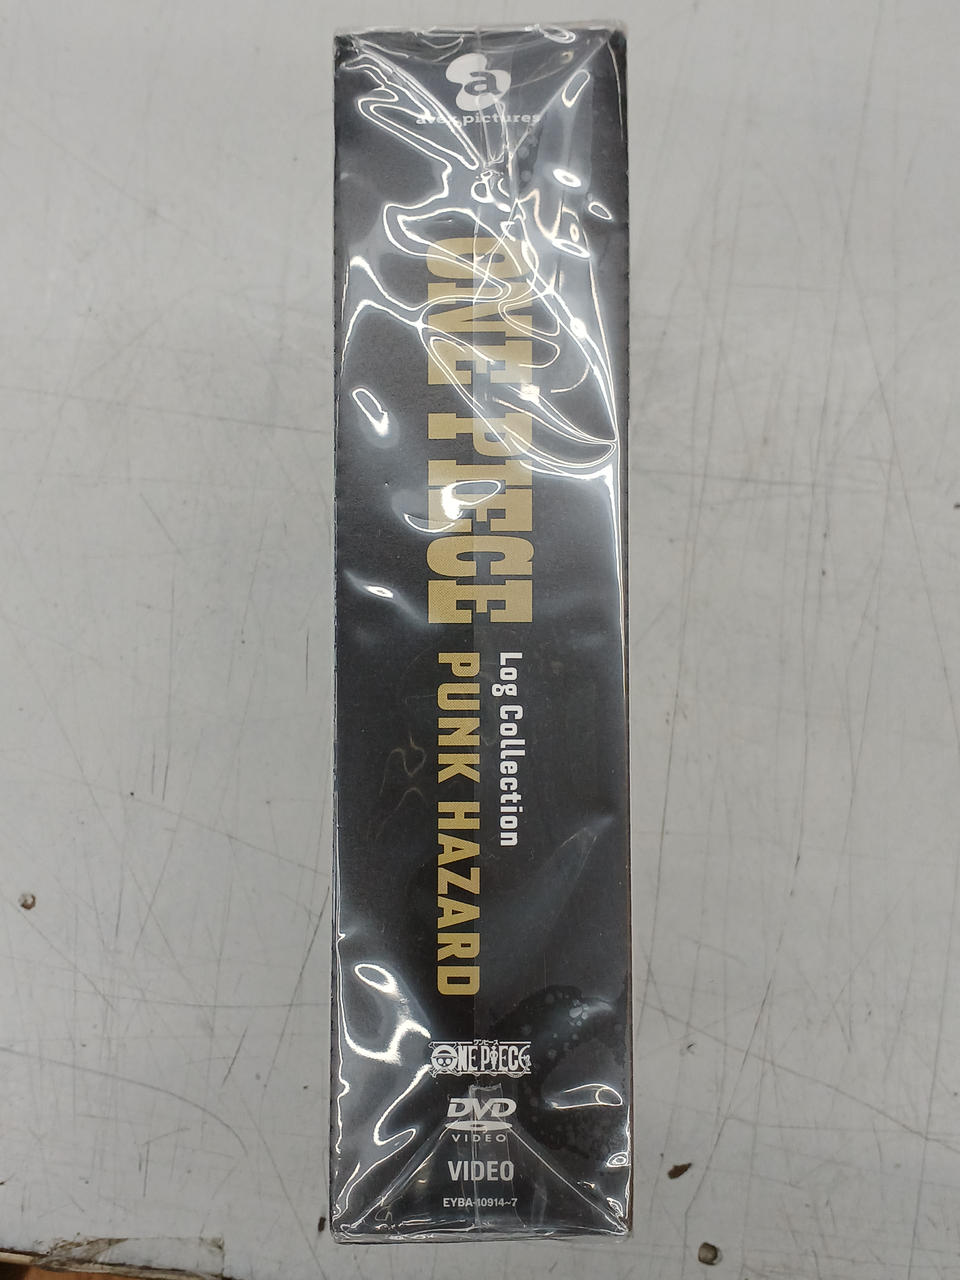 a
avex pictures
ONE PIECE
Log Collection
PUNK HAZARD
ワンピース
ONE PIECE
DVD
VIDEO
VIDEO
EYBA-10914~7